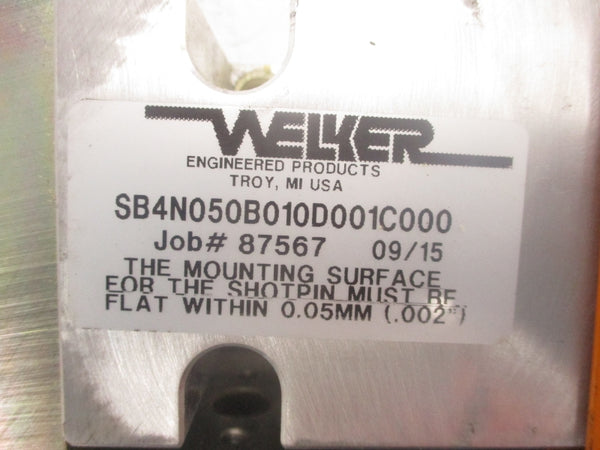 WELKER
ENGINEERED PRODUCTS
TROY, MI USA
SB4N050B010D001C000
Job# 87567 09/15
THE MOUNTING SURFACE
FOR THE SHOTPIN MUST BE
FLAT WITHIN 0.05MM (.002")